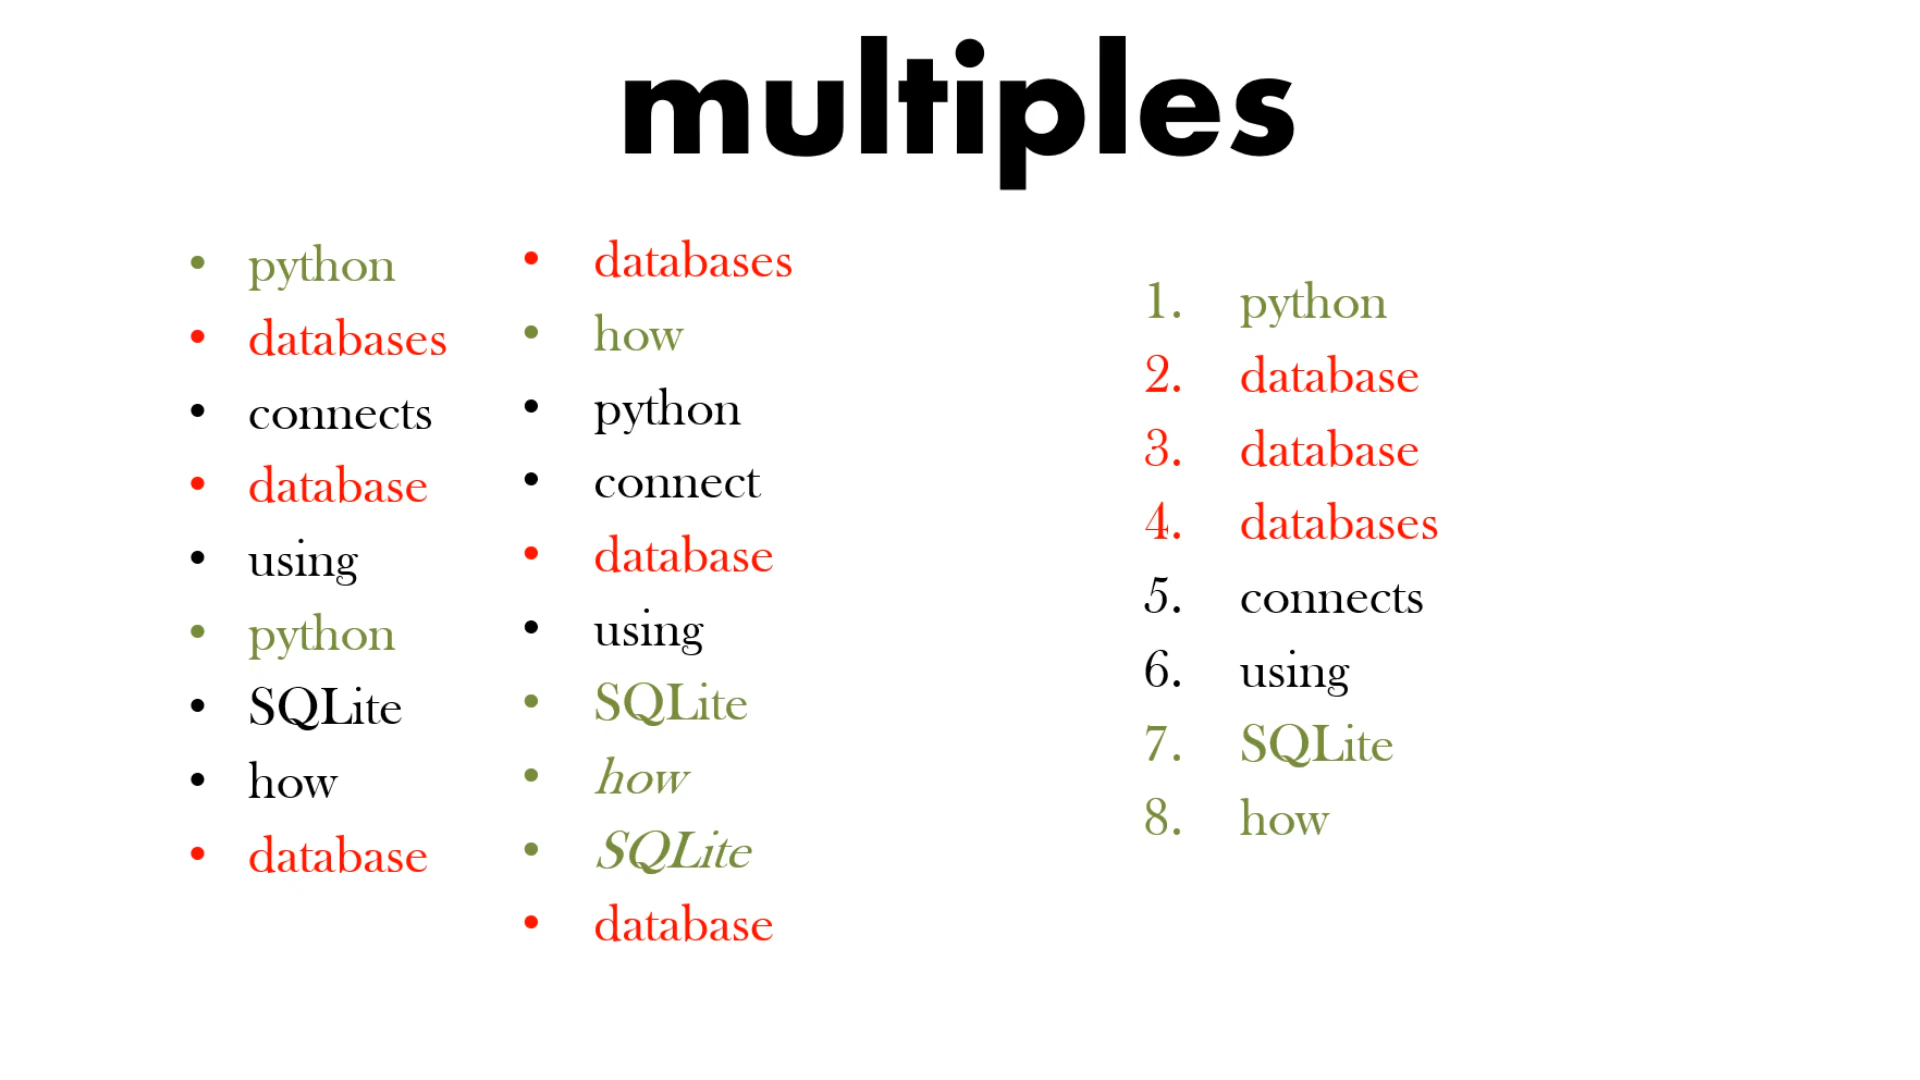 multiples
• python
• databases
• connects
• database
• using
• python
• SQLite
• how
• database
• databases
• how
• python
• connect
• database
• using
• SQLite
• how
• SQLite
• database
1. python
2. database
3. database
4. databases
5. connects
6. using
7. SQLite
8. how